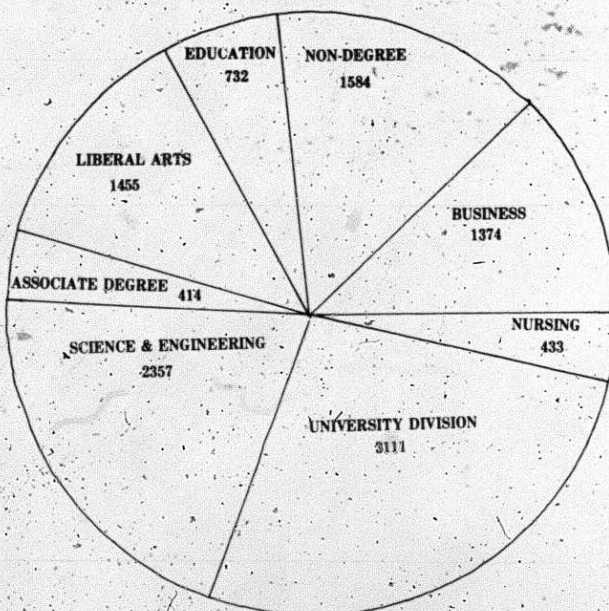 EDUCATION
732
NON-DEGREE
1584
LIBERAL ARTS
1455
BUSINESS
1374
ASSOCIATE DEGREE 414
NURSING
433
SCIENCE & ENGINEERING
2357
UNIVERSITY DIVISION
3111